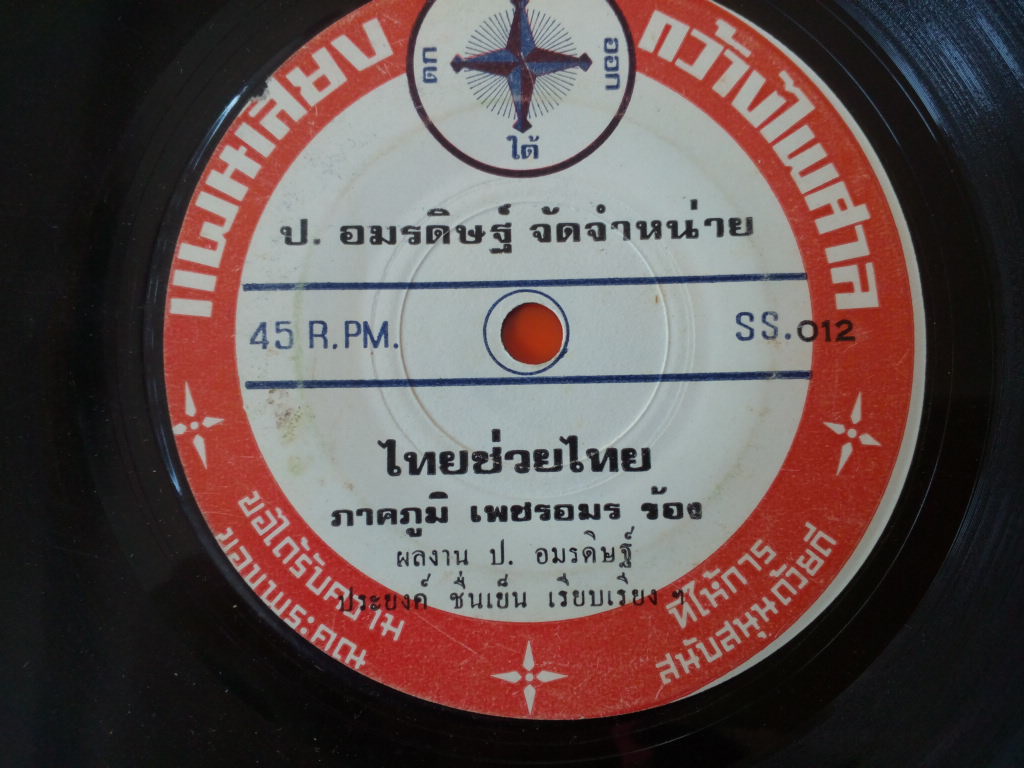 แผ่นเสียง
กว้างไพศาล
ตก
ออก
ใต้
ป. อมรดิษฐ์ จัดจำหน่าย
45 R.PM.
SS.012
ไทยช่วยไทย
ภาคภูมิ เพชรอมร ร้อง
ผลงาน ป. อมรดิษฐ์
ประยงค์ ชื่นเย็น เรียบเรียง ฯ
ขอได้รับความ
ขอบพระคุณ
ที่ให้การ
สนับสนุนด้วยดี